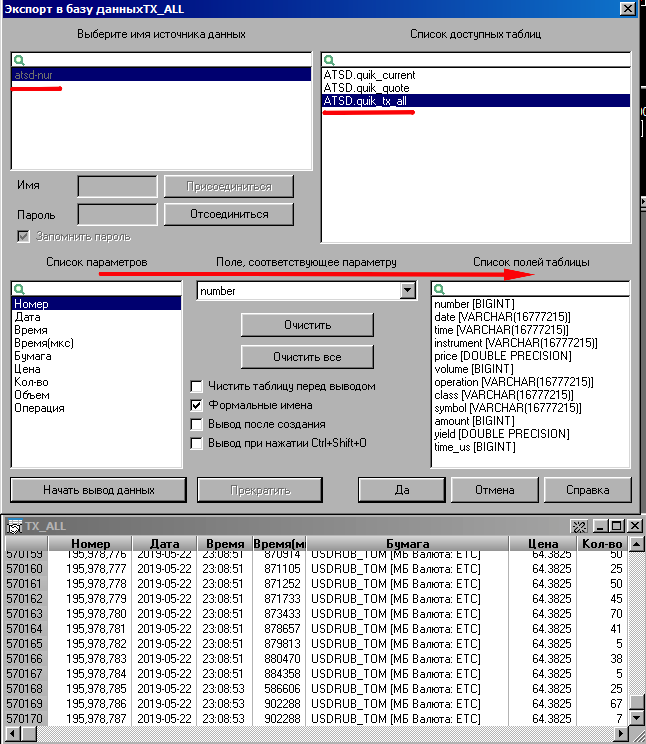 Экспорт в базу данныхTX_ALL
Выберите имя источника данных
Список доступных таблиц
atsd-nur
ATSD.quik_current
ATSD.quik_quote
ATSD.quik_tx_all
Имя
Присоединиться
Пароль
Отсоединиться
Запомнить пароль
Список параметров
Поле, соответствующее параметру
Список полей таблицы
number
Номер
Дата
Время
Время(мкс)
Бумага
Цена
Кол-во
Объем
Операция
Очистить
Очистить все
Чистить таблицу перед выводом
Формальные имена
Вывод после создания
Вывод при нажатии Ctrl+Shift+O
number [BIGINT]
date [VARCHAR(16777215)]
time [VARCHAR(16777215)]
instrument [VARCHAR(16777215)]
price [DOUBLE PRECISION]
volume [BIGINT]
operation [VARCHAR(16777215)]
class [VARCHAR(16777215)]
symbol [VARCHAR(16777215)]
amount [BIGINT]
yield [DOUBLE PRECISION]
time_us [BIGINT]
Начать вывод данных
Прекратить
Да
Отмена
Справка
TX_ALL
Номер Дата Время Время(м Бумага Цена Кол-во
570159 195,978,776 2019-05-22 23:08:51 870914 USDRUB_TOM [МБ Валюта: ETC] 64.3825 50
570160 195,978,777 2019-05-22 23:08:51 871105 USDRUB_TOM [МБ Валюта: ETC] 64.3825 25
570161 195,978,778 2019-05-22 23:08:51 871252 USDRUB_TOM [МБ Валюта: ETC] 64.3825 50
570162 195,978,779 2019-05-22 23:08:51 871733 USDRUB_TOM [МБ Валюта: ETC] 64.3825 45
570163 195,978,780 2019-05-22 23:08:51 873433 USDRUB_TOM [МБ Валюта: ETC] 64.3825 70
570164 195,978,781 2019-05-22 23:08:51 878657 USDRUB_TOM [МБ Валюта: ETC] 64.3825 41
570165 195,978,782 2019-05-22 23:08:51 879813 USDRUB_TOM [МБ Валюта: ETC] 64.3825 5
570166 195,978,783 2019-05-22 23:08:51 880470 USDRUB_TOM [МБ Валюта: ETC] 64.3825 38
570167 195,978,784 2019-05-22 23:08:51 884358 USDRUB_TOM [МБ Валюта: ETC] 64.3825 5
570168 195,978,785 2019-05-22 23:08:53 586606 USDRUB_TOM [МБ Валюта: ETC] 64.3825 25
570169 195,978,786 2019-05-22 23:08:53 902288 USDRUB_TOM [МБ Валюта: ETC] 64.3825 67
570170 195,978,787 2019-05-22 23:08:53 902288 USDRUB_TOM [МБ Валюта: ETC] 64.3825 7